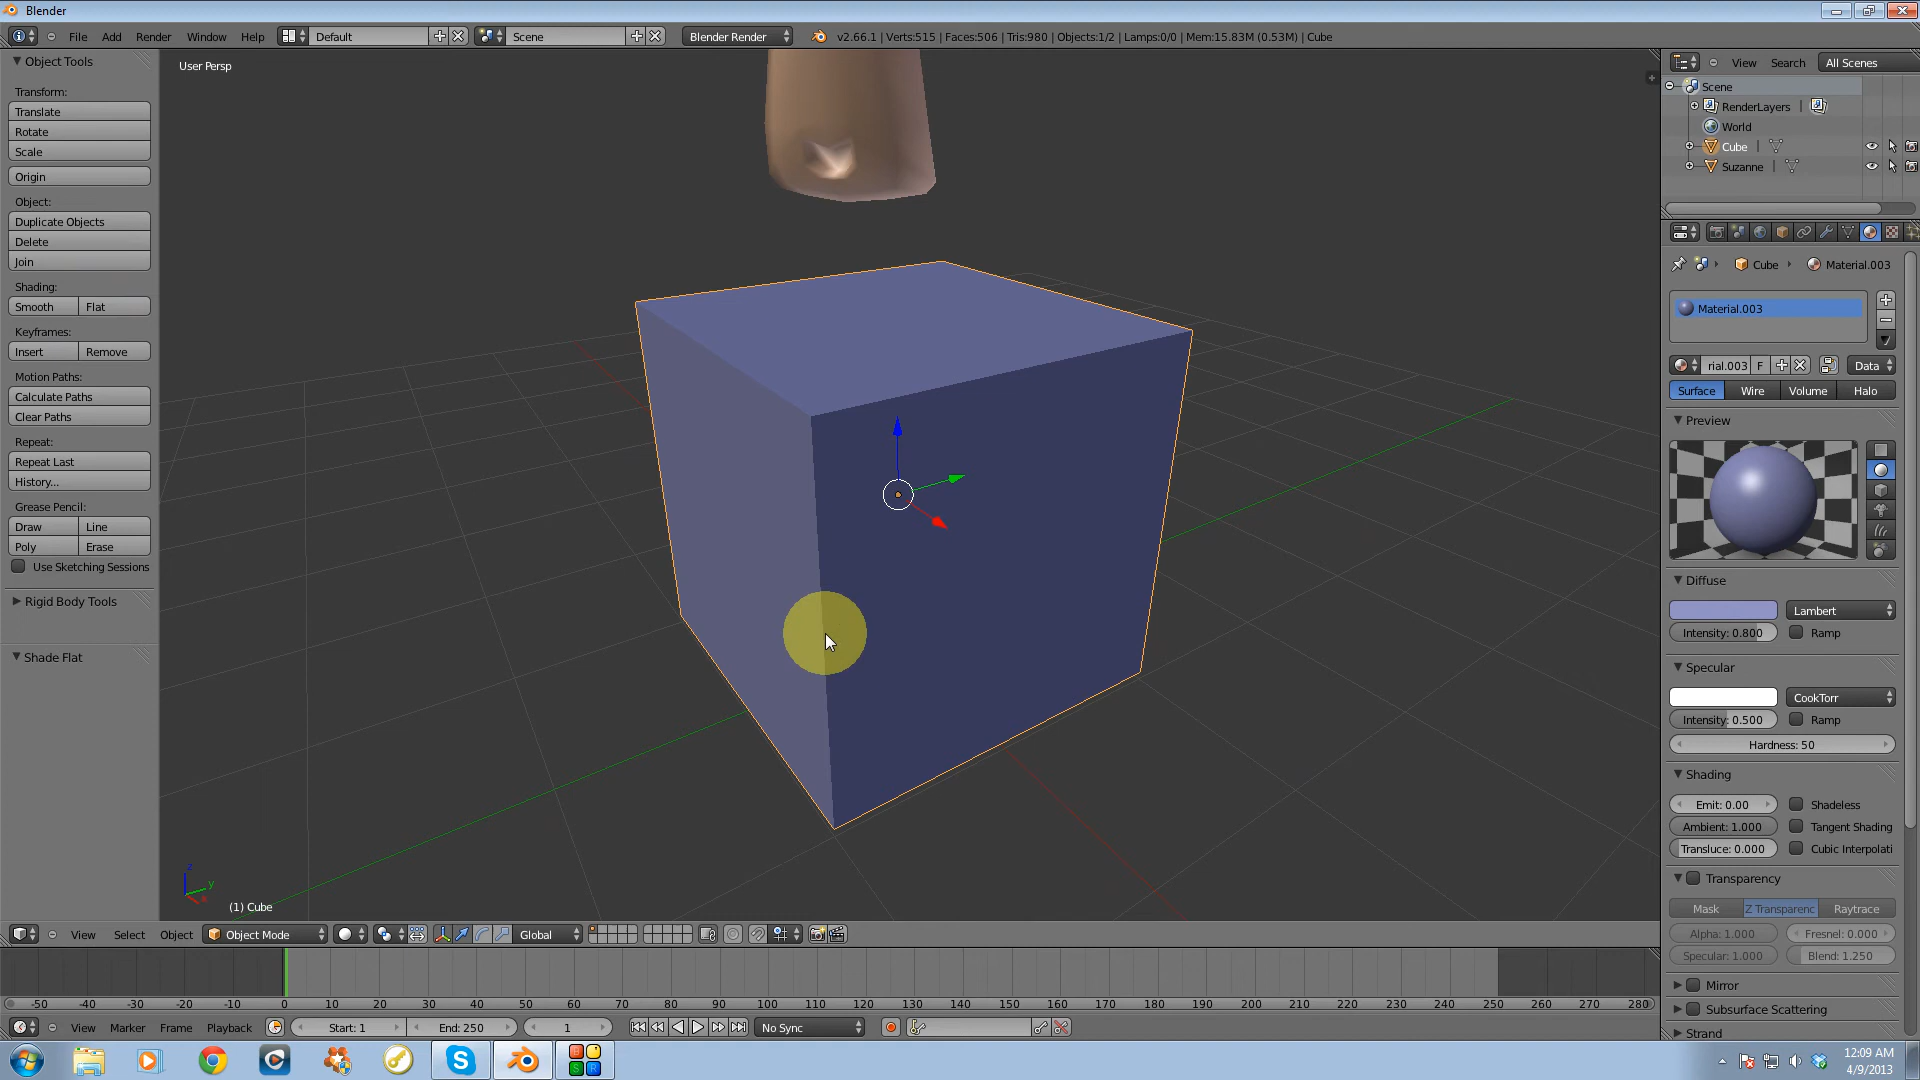 Blender
File Add Render Window Help Default Scene Blender Render v2.66.1 | Verts:515 | Faces:506 | Tris:980 | Objects:1/2 | Lamps:0/0 | Mem:15.83M (0.53M) | Cube
Object Tools
Transform:
Translate
Rotate
Scale
Origin
Object:
Duplicate Objects
Delete
Join
Shading:
Smooth Flat
Keyframes:
Insert Remove
Motion Paths:
Calculate Paths
Clear Paths
Repeat:
Repeat Last
History...
Grease Pencil:
Draw Line
Poly Erase
Use Sketching Sessions
Rigid Body Tools
Shade Flat
User Persp
z
y
x
(1) Cube
View Select Object Object Mode Global
-50 -40 -30 -20 -10 0 10 20 30 40 50 60 70 80 90 100 110 120 130 140 150 160 170 180 190 200 210 220 230 240 250 260 270 280
View Marker Frame Playback Start: 1 End: 250 1 No Sync
View Search All Scenes
Scene
RenderLayers |
World
Cube |
Suzanne |
Cube Material.003
Material.003
rial.003 F Data
Surface Wire Volume Halo
Preview
Diffuse
Lambert
Intensity: 0.800 Ramp
Specular
CookTorr
Intensity: 0.500 Ramp
Hardness: 50
Shading
Emit: 0.00 Shadeless
Ambient: 1.000 Tangent Shading
Transluce: 0.000 Cubic Interpolati
Transparency
Mask Z Transparenc Raytrace
Alpha: 1.000 Fresnel: 0.000
Specular: 1.000 Blend: 1.250
Mirror
Subsurface Scattering
Strand
12:09 AM
4/9/2013